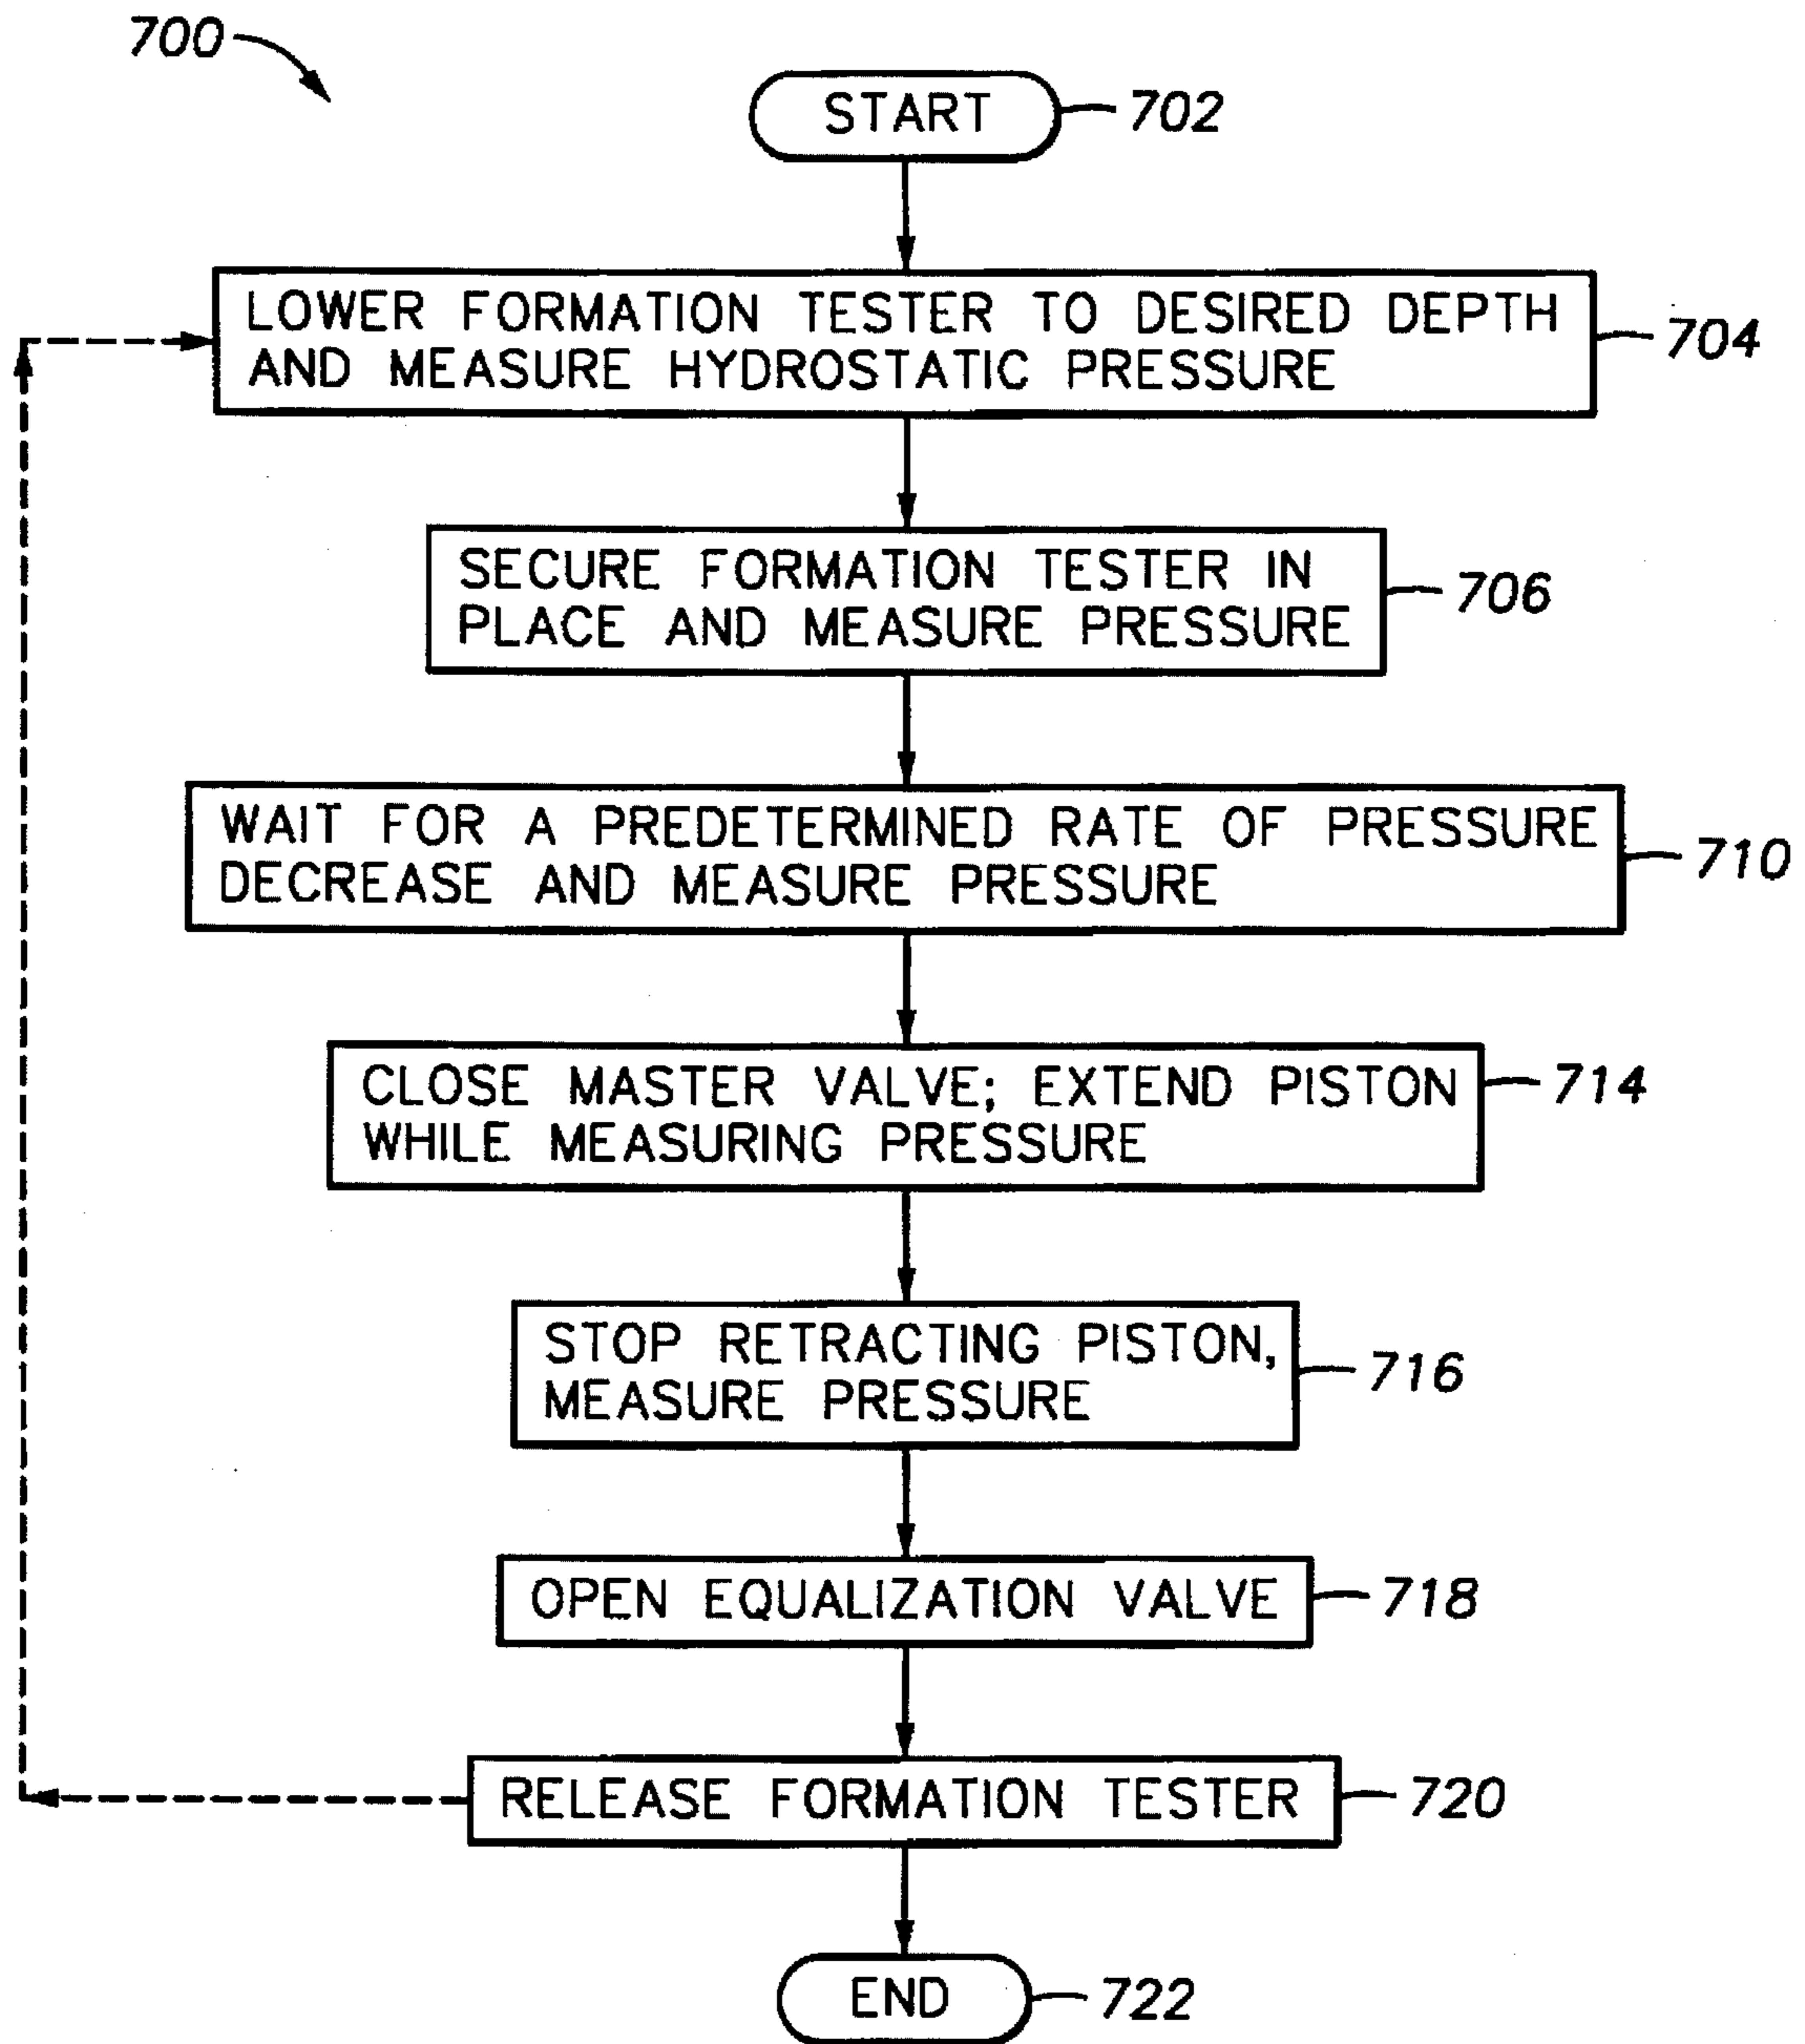 700
START
702
LOWER FORMATION TESTER TO DESIRED DEPTH
AND MEASURE HYDROSTATIC PRESSURE
704
SECURE FORMATION TESTER IN
PLACE AND MEASURE PRESSURE
706
WAIT FOR A PREDETERMINED RATE OF PRESSURE
DECREASE AND MEASURE PRESSURE
710
CLOSE MASTER VALVE; EXTEND PISTON
WHILE MEASURING PRESSURE
714
STOP RETRACTING PISTON,
MEASURE PRESSURE
716
OPEN EQUALIZATION VALVE
718
RELEASE FORMATION TESTER
720
END
722